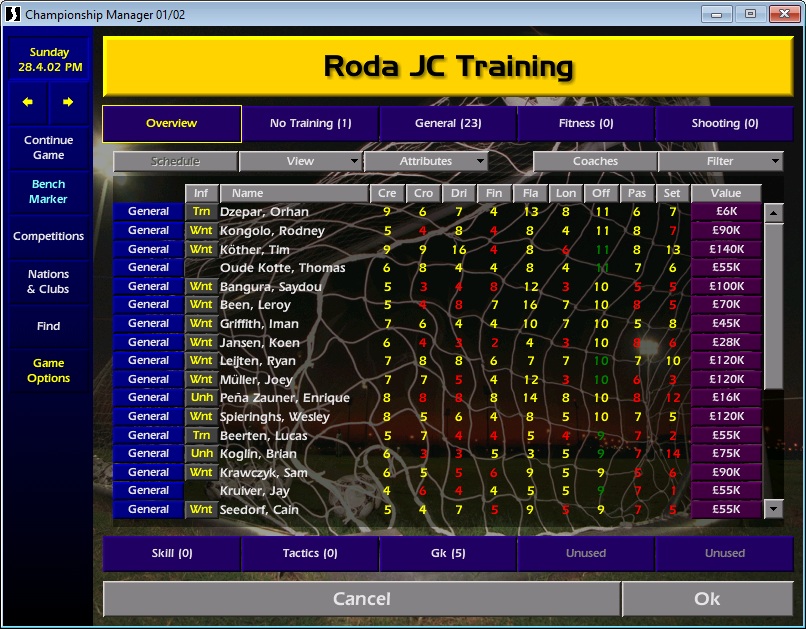 Championship Manager 01/02
Sunday
28.4.02 PM
Continue
Game
Bench
Marker
Competitions
Nations
& Clubs
Find
Game
Options
Roda JC Training
Overview No Training (1) General (23) Fitness (0) Shooting (0)
Schedule View Attributes Coaches Filter
Inf Name Cre Cro Dri Fin Fla Lon Off Pas Set Value
General Trn Dzepar, Orhan 9 6 7 4 13 8 11 6 7 £6K
General Wnt Kongolo, Rodney 5 4 8 4 8 4 11 8 7 £90K
General Wnt Köther, Tim 9 9 16 4 8 6 11 8 13 £140K
General Oude Kotte, Thomas 6 8 4 4 8 4 11 7 6 £55K
General Wnt Bangura, Saydou 5 3 4 8 12 3 10 5 5 £100K
General Wnt Been, Leroy 5 4 8 7 16 7 10 8 5 £70K
General Wnt Griffith, Iman 7 6 4 4 10 7 10 5 8 £45K
General Wnt Jansen, Koen 6 4 3 2 4 3 10 8 6 £28K
General Wnt Leijten, Ryan 7 8 8 6 7 7 10 7 10 £120K
General Wnt Müller, Joey 7 7 5 4 12 3 10 6 3 £120K
General Unh Peña Zauner, Enrique 8 8 8 8 14 8 10 8 12 £16K
General Wnt Spieringhs, Wesley 8 5 6 4 8 5 10 7 5 £120K
General Trn Beerten, Lucas 5 7 4 4 5 4 9 7 2 £55K
General Unh Koglin, Brian 6 3 3 5 3 5 9 7 14 £75K
General Wnt Krawczyk, Sam 6 5 5 6 9 5 9 5 6 £90K
General Kruiver, Jay 4 6 4 4 5 5 9 7 1 £55K
General Wnt Seedorf, Cain 5 4 7 5 9 5 9 7 5 £55K
Skill (0) Tactics (0) Gk (5) Unused Unused
Cancel Ok